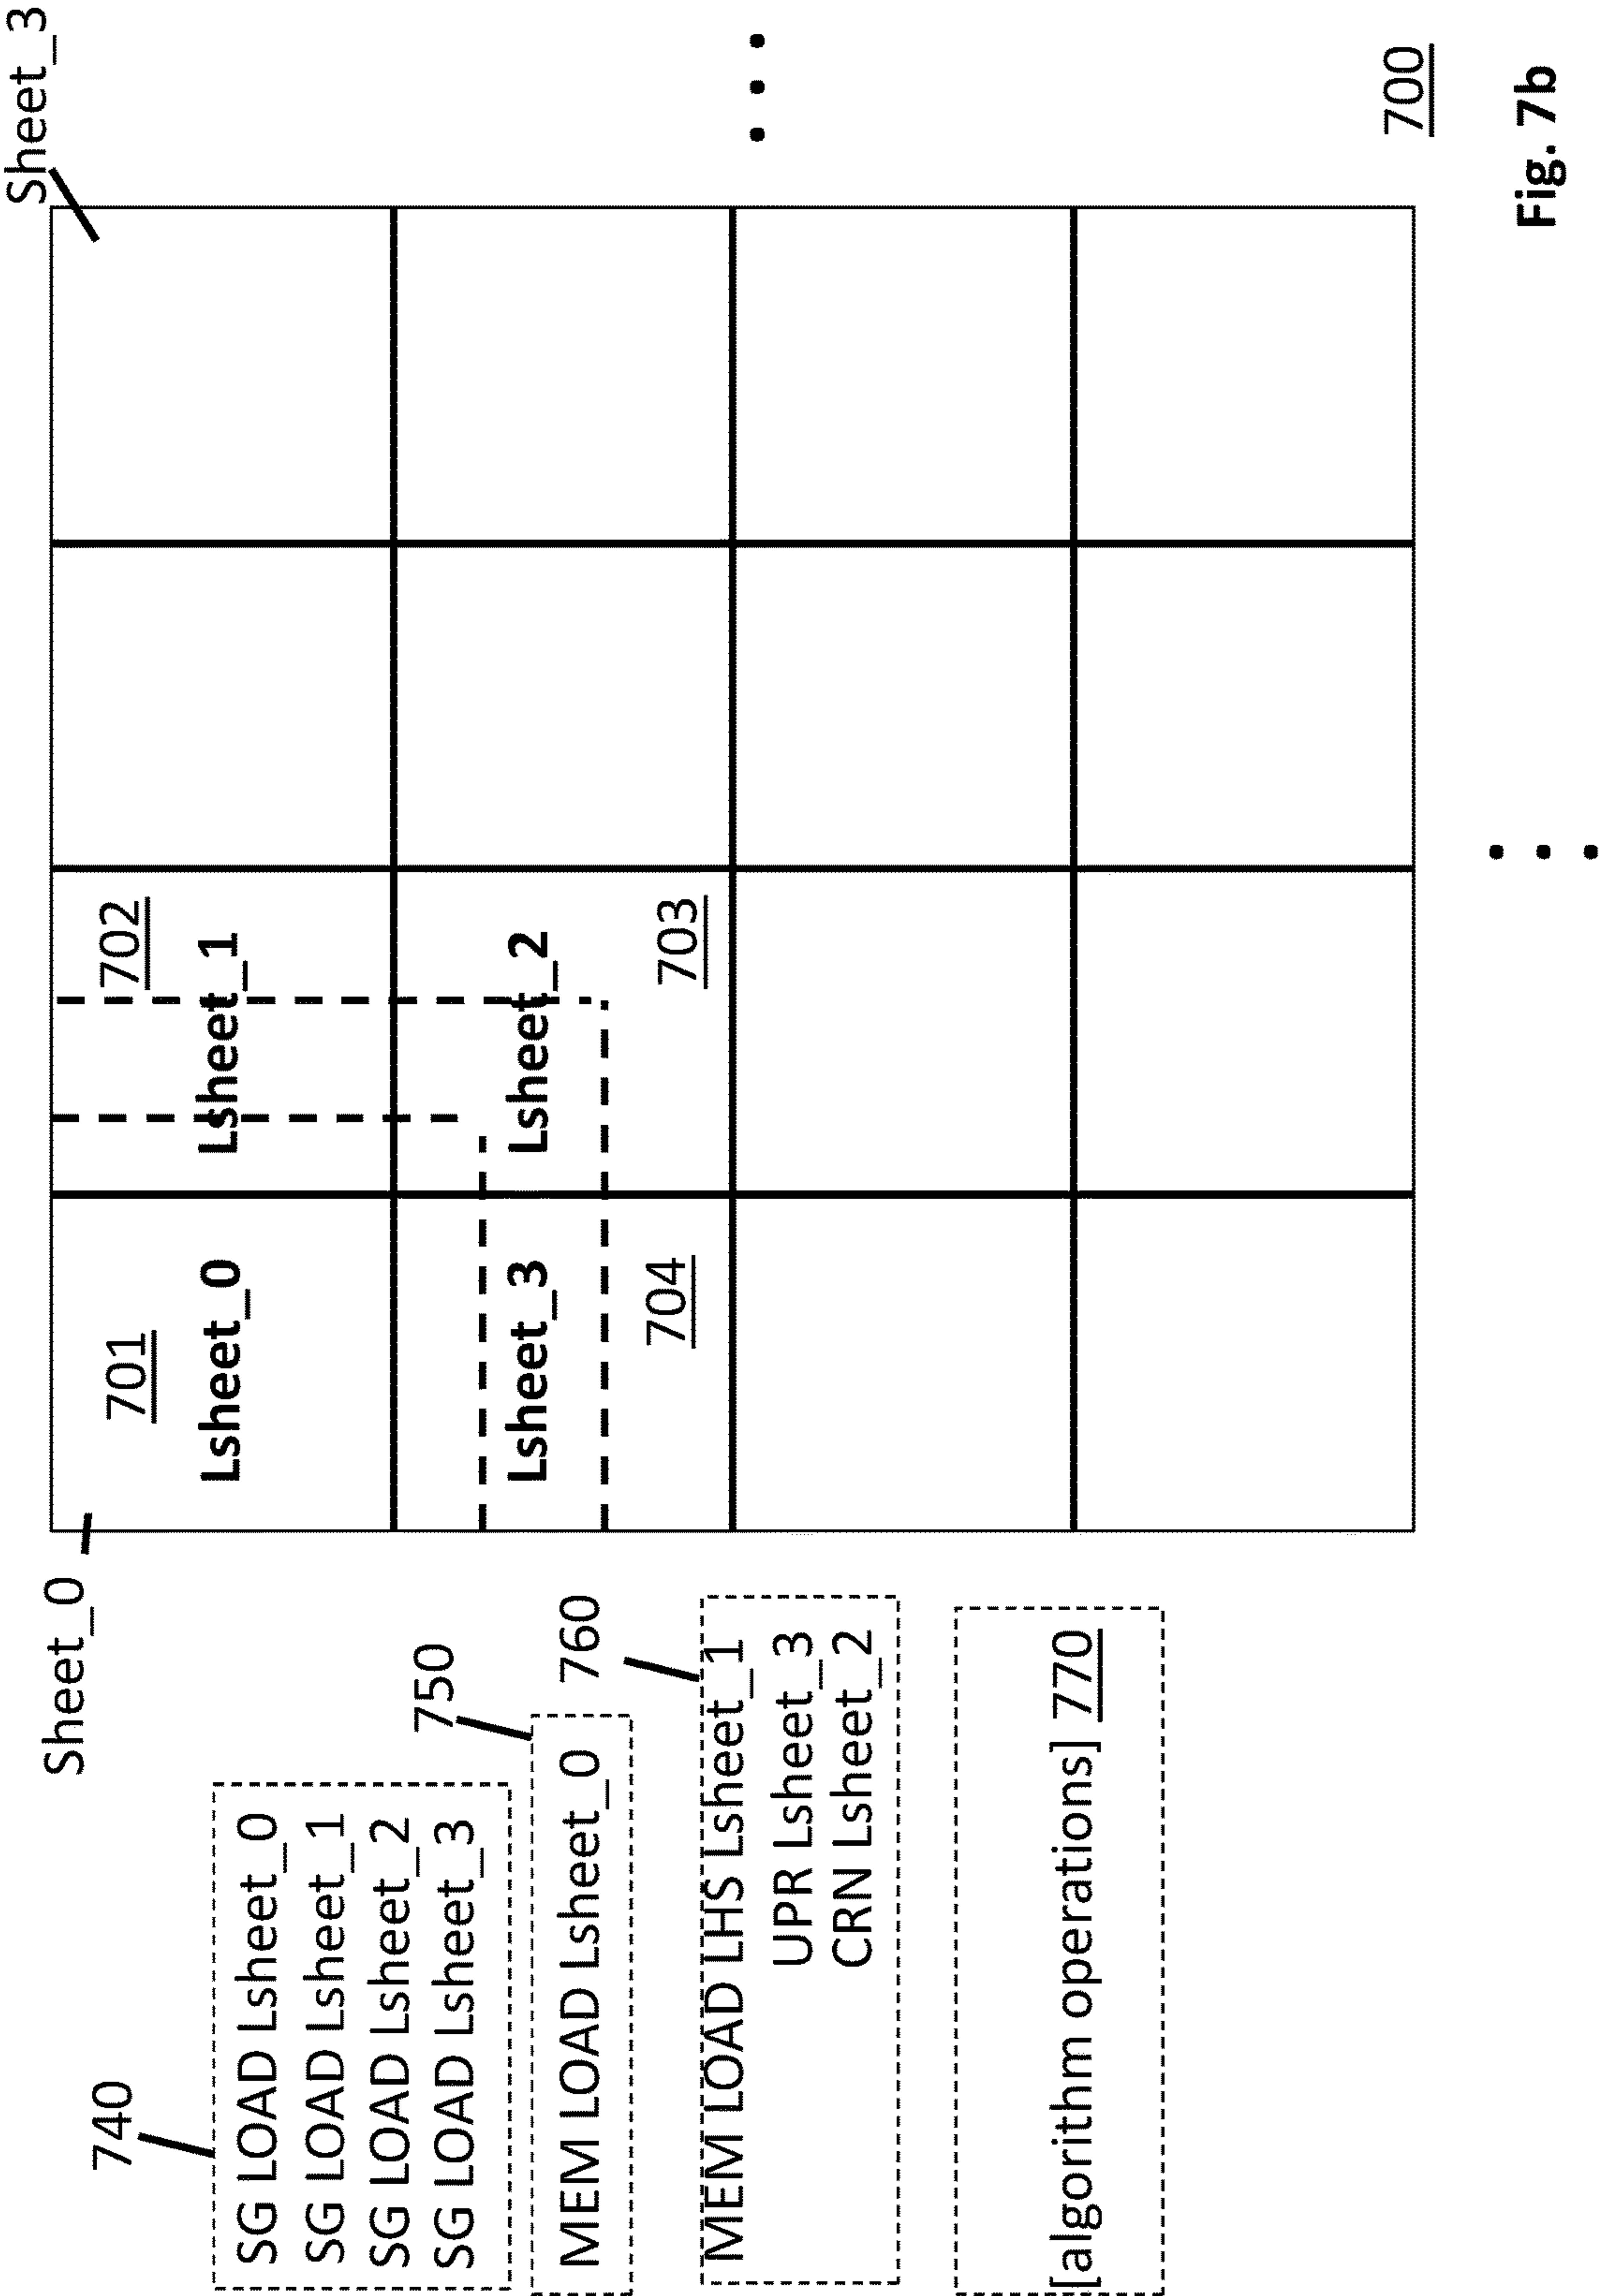 740
SG LOAD Lsheet_0
SG LOAD Lsheet_1
SG LOAD Lsheet_2
SG LOAD Lsheet_3
750
MEM LOAD Lsheet_0
760
MEM LOAD LHS Lsheet_1
UPR Lsheet_3
CRN Lsheet_2
[algorithm operations] 770
Sheet_0
Sheet_3
701
Lsheet_0
702
Lsheet_1
Lsheet_3
704
Lsheet_2
703
700
Fig. 7b